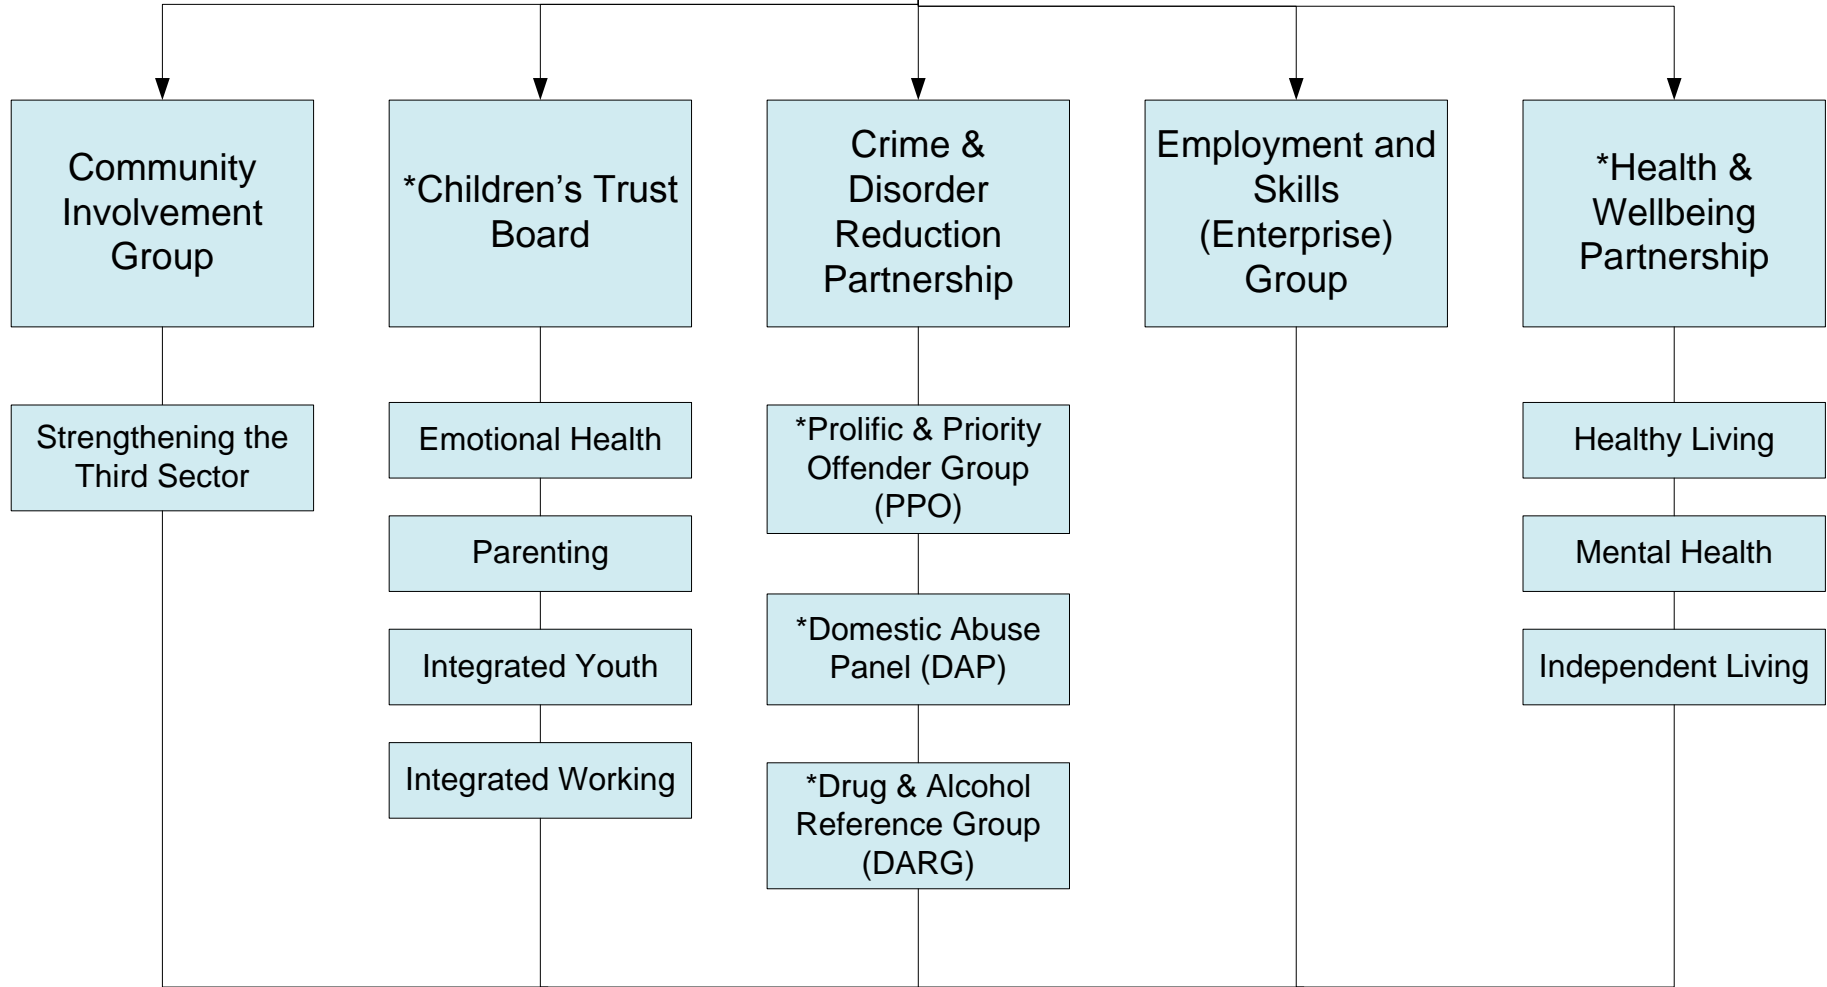 Community
Involvement
Group
*Children’s Trust
Board
Crime &
Disorder
Reduction
Partnership
Employment and
Skills
(Enterprise)
Group
*Health &
Wellbeing
Partnership
Strengthening the
Third Sector
Emotional Health
Parenting
Integrated Youth
Integrated Working
*Prolific & Priority
Offender Group
(PPO)
*Domestic Abuse
Panel (DAP)
*Drug & Alcohol
Reference Group
(DARG)
Healthy Living
Mental Health
Independent Living